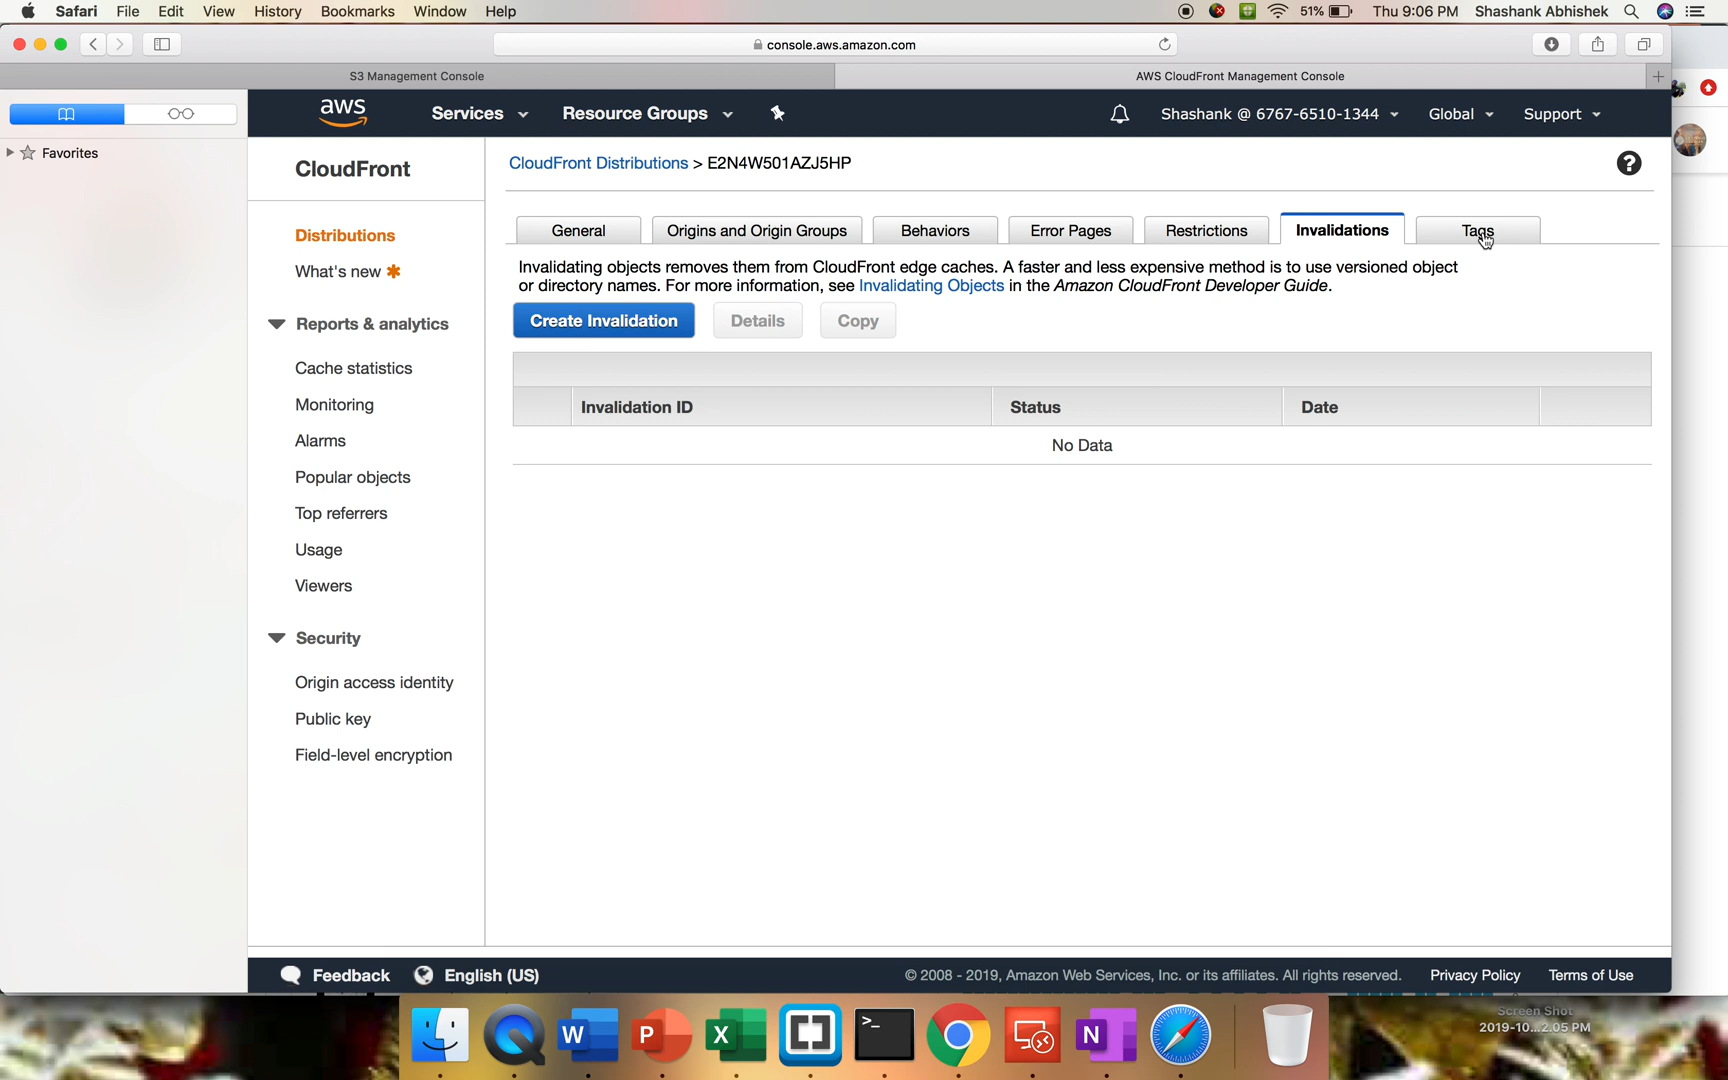 Safari File Edit View History Bookmarks Window Help
51% Thu 9:06 PM Shashank Abhishek
console.aws.amazon.com
S3 Management Console
AWS CloudFront Management Console
Favorites
aws Services Resource Groups Shashank @ 6767-6510-1344 Global Support
CloudFront
Distributions
What's new
Reports & analytics
Cache statistics
Monitoring
Alarms
Popular objects
Top referrers
Usage
Viewers
Security
Origin access identity
Public key
Field-level encryption
CloudFront Distributions > E2N4W501AZJ5HP
General Origins and Origin Groups Behaviors Error Pages Restrictions Invalidations Tags
Invalidating objects removes them from CloudFront edge caches. A faster and less expensive method is to use versioned object
or directory names. For more information, see Invalidating Objects in the Amazon CloudFront Developer Guide.
Create Invalidation Details Copy
Invalidation ID Status Date
No Data
Feedback English (US) © 2008 - 2019, Amazon Web Services, Inc. or its affiliates. All rights reserved. Privacy Policy Terms of Use
W P X >_ N
Screen Shot
2019-10...2.05 PM